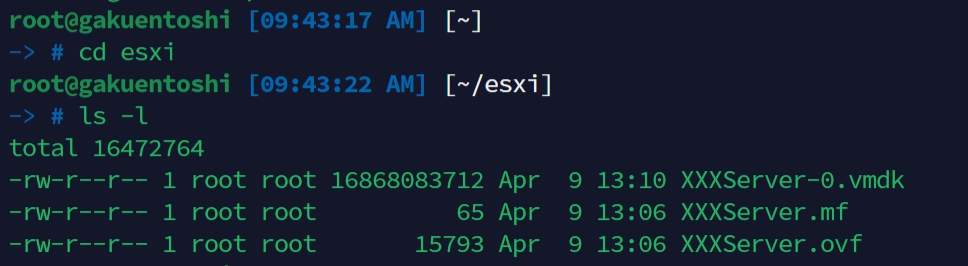 root@gakuentoshi [09:43:17 AM] [~]
-> # cd esxi
root@gakuentoshi [09:43:22 AM] [~/esxi]
-> # ls -l
total 16472764
-rw-r--r-- 1 root root 16868083712 Apr  9 13:10 XXXServer-0.vmdk
-rw-r--r-- 1 root root          65 Apr  9 13:06 XXXServer.mf
-rw-r--r-- 1 root root       15793 Apr  9 13:06 XXXServer.ovf